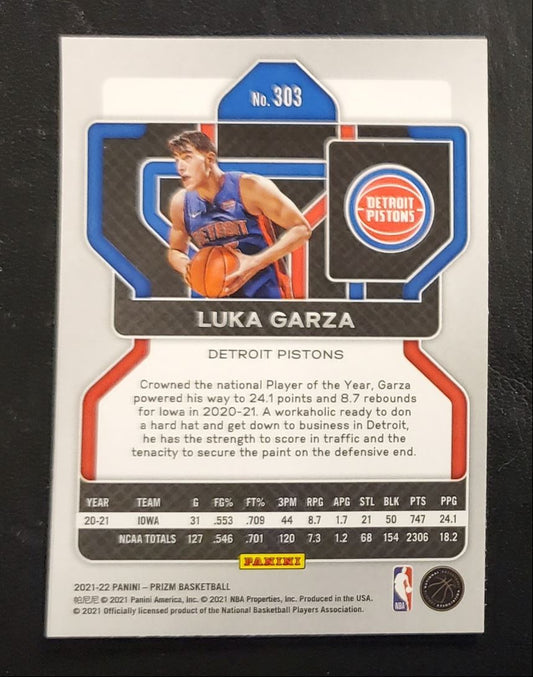 No. 303
DETROIT
DETROIT
PISTONS
LUKA GARZA
DETROIT PISTONS
Crowned the national Player of the Year, Garza
powered his way to 24.1 points and 8.7 rebounds
for Iowa in 2020-21. A workaholic ready to don
a hard hat and get down to business in Detroit,
he has the strength to score in traffic and the
tenacity to secure the paint on the defensive end.
YEAR TEAM G FG% FT% 3PM RPG APG STL BLK PTS PPG
20-21 IOWA 31 .553 .709 44 8.7 1.7 21 50 747 24.1
NCAA TOTALS 127 .546 .701 120 7.3 1.2 68 154 2306 18.2
PANINI
2021-22 PANINI – PRIZM BASKETBALL
帕尼尼 © 2021 Panini America, Inc. © 2021 NBA Properties, Inc. Produced in the USA.
© 2021 Officially licensed product of the National Basketball Players Association.
NBA